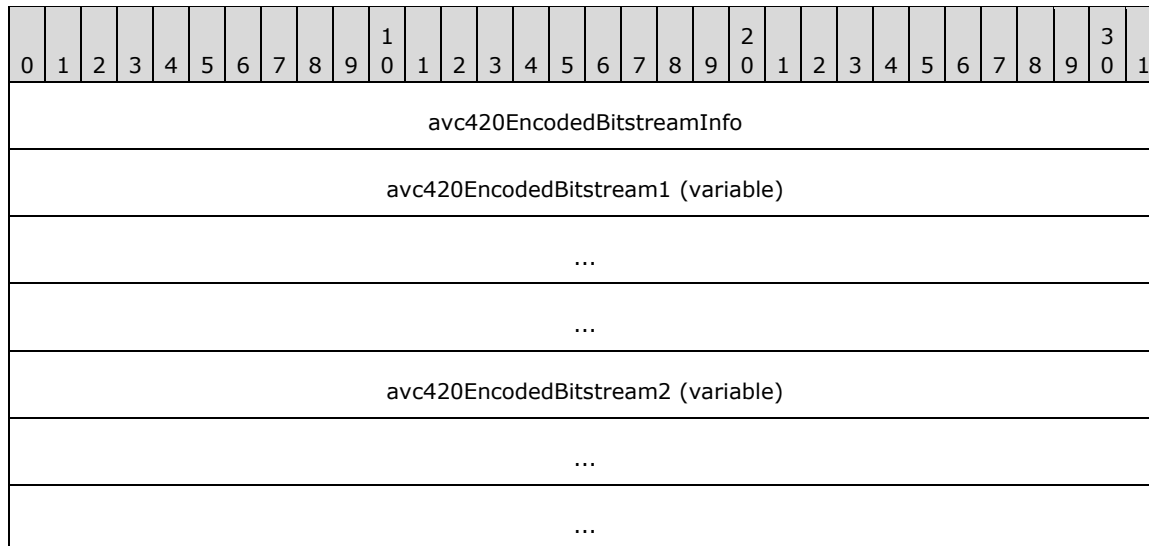 1 2 3
0 1 2 3 4 5 6 7 8 9 0 1 2 3 4 5 6 7 8 9 0 1 2 3 4 5 6 7 8 9 0 1
avc420EncodedBitstreamInfo
avc420EncodedBitstream1 (variable)
...
...
avc420EncodedBitstream2 (variable)
...
...